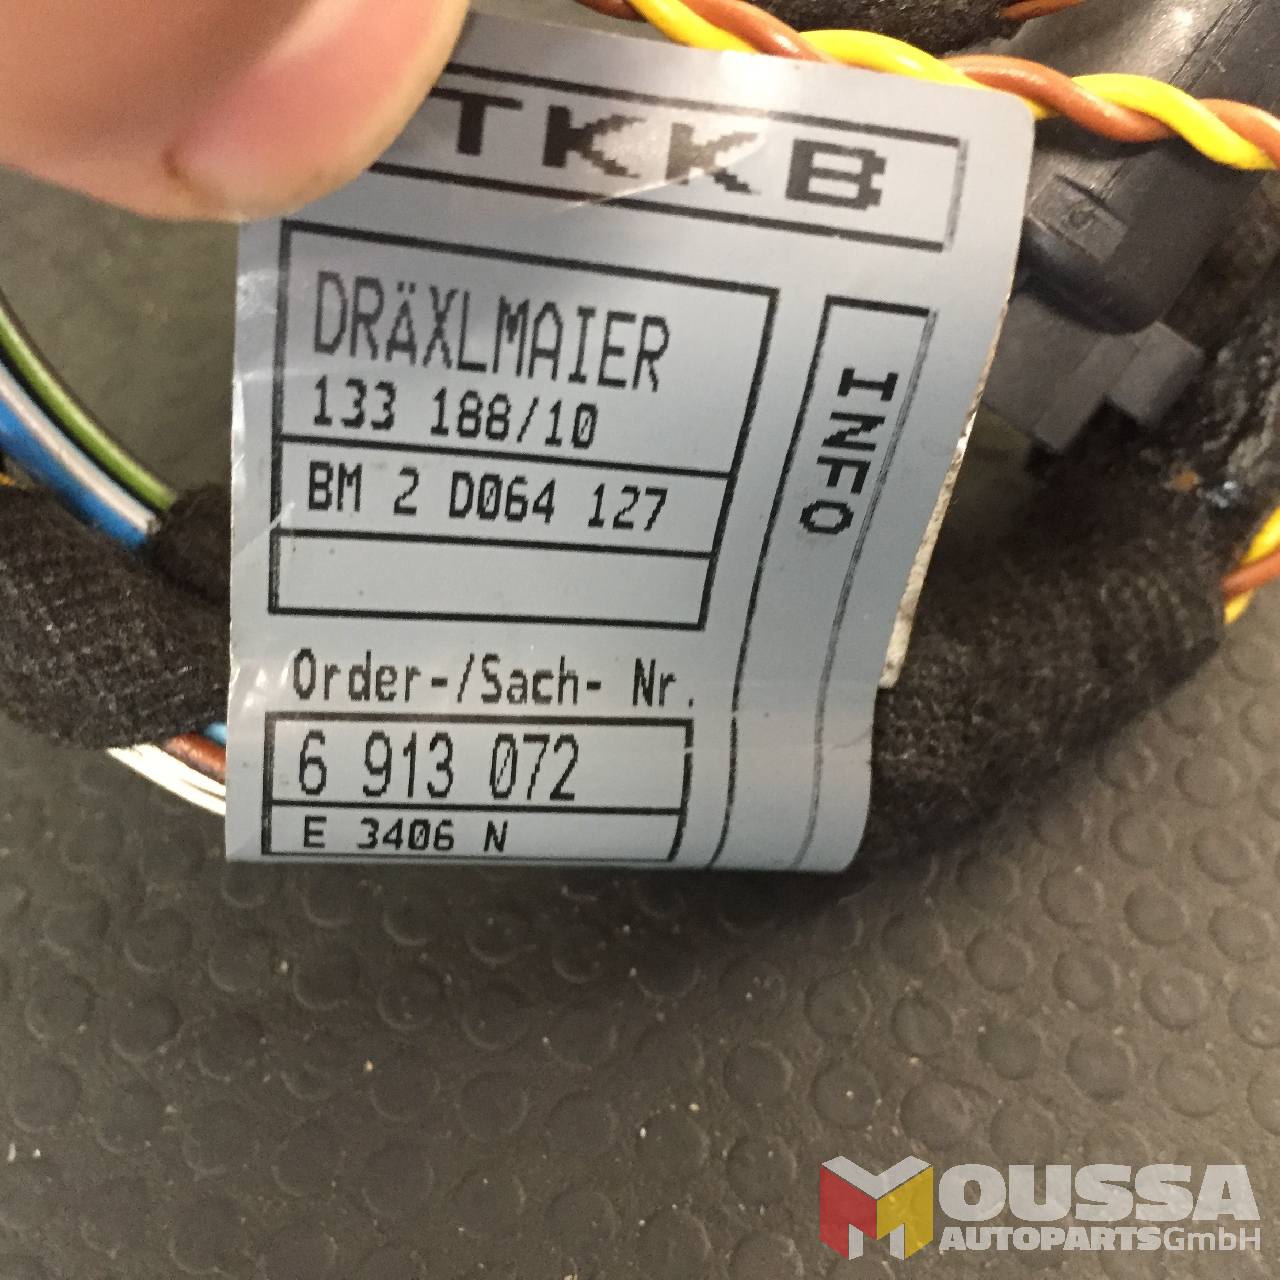 TKKB
DRÄXLMAIER
133 188/10
BM 2 D064 127
INFO
Order-/Sach- Nr.
6 913 072
E 3406 N
MOUSSA
AUTOPARTS GmbH